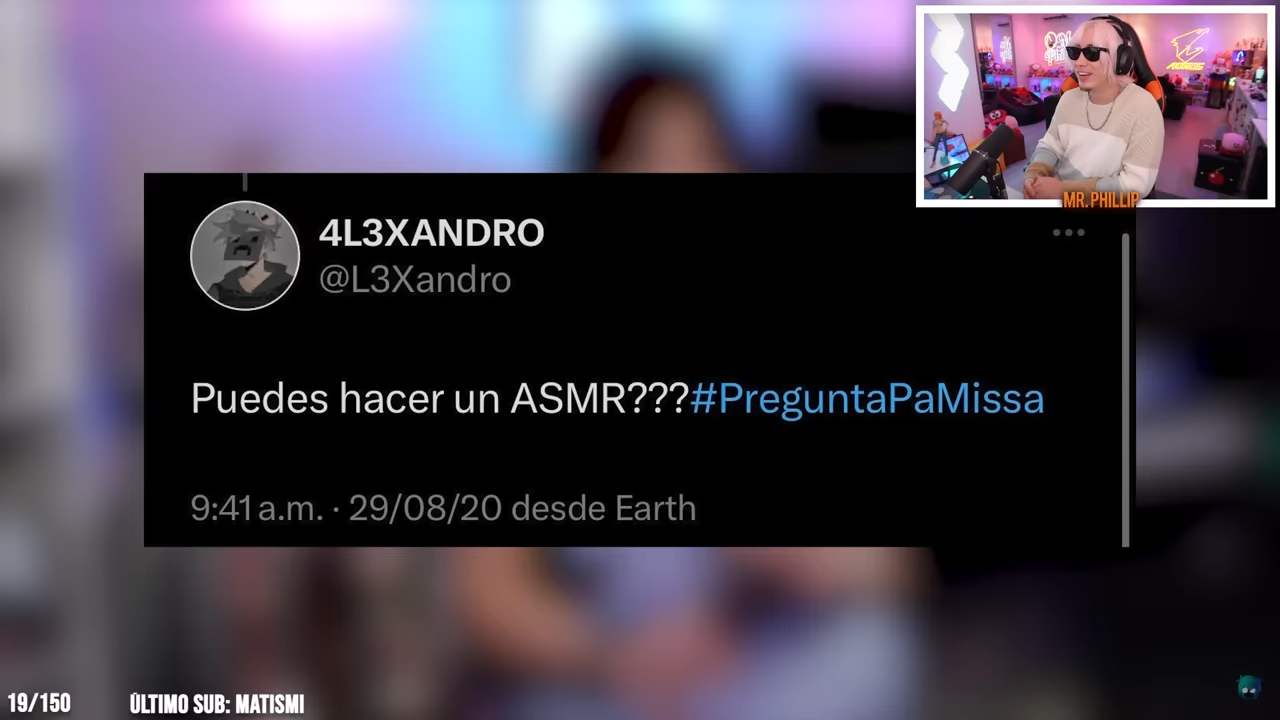 AORUS
MR. PHILLIP
4L3XANDRO
@L3Xandro
Puedes hacer un ASMR???#PreguntaPaMissa
9:41 a.m. · 29/08/20 desde Earth
19/150
ÚLTIMO SUB: MATISMI